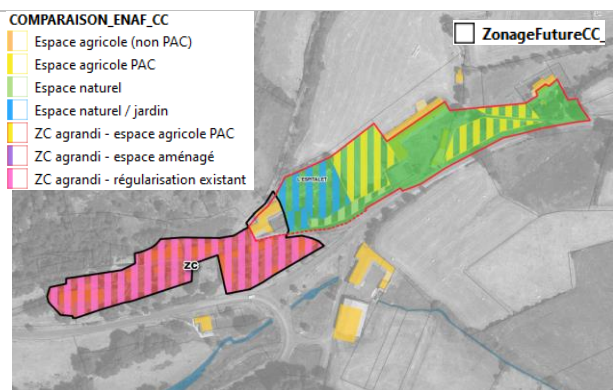 COMPARAISON_ENAF_CC
Espace agricole (non PAC)
Espace agricole PAC
Espace naturel
Espace naturel / jardin
ZC agrandi - espace agricole PAC
ZC agrandi - espace aménagé
ZC agrandi - régularisation existant
ZonageFutureCC_
L'ESPITALET
ZC